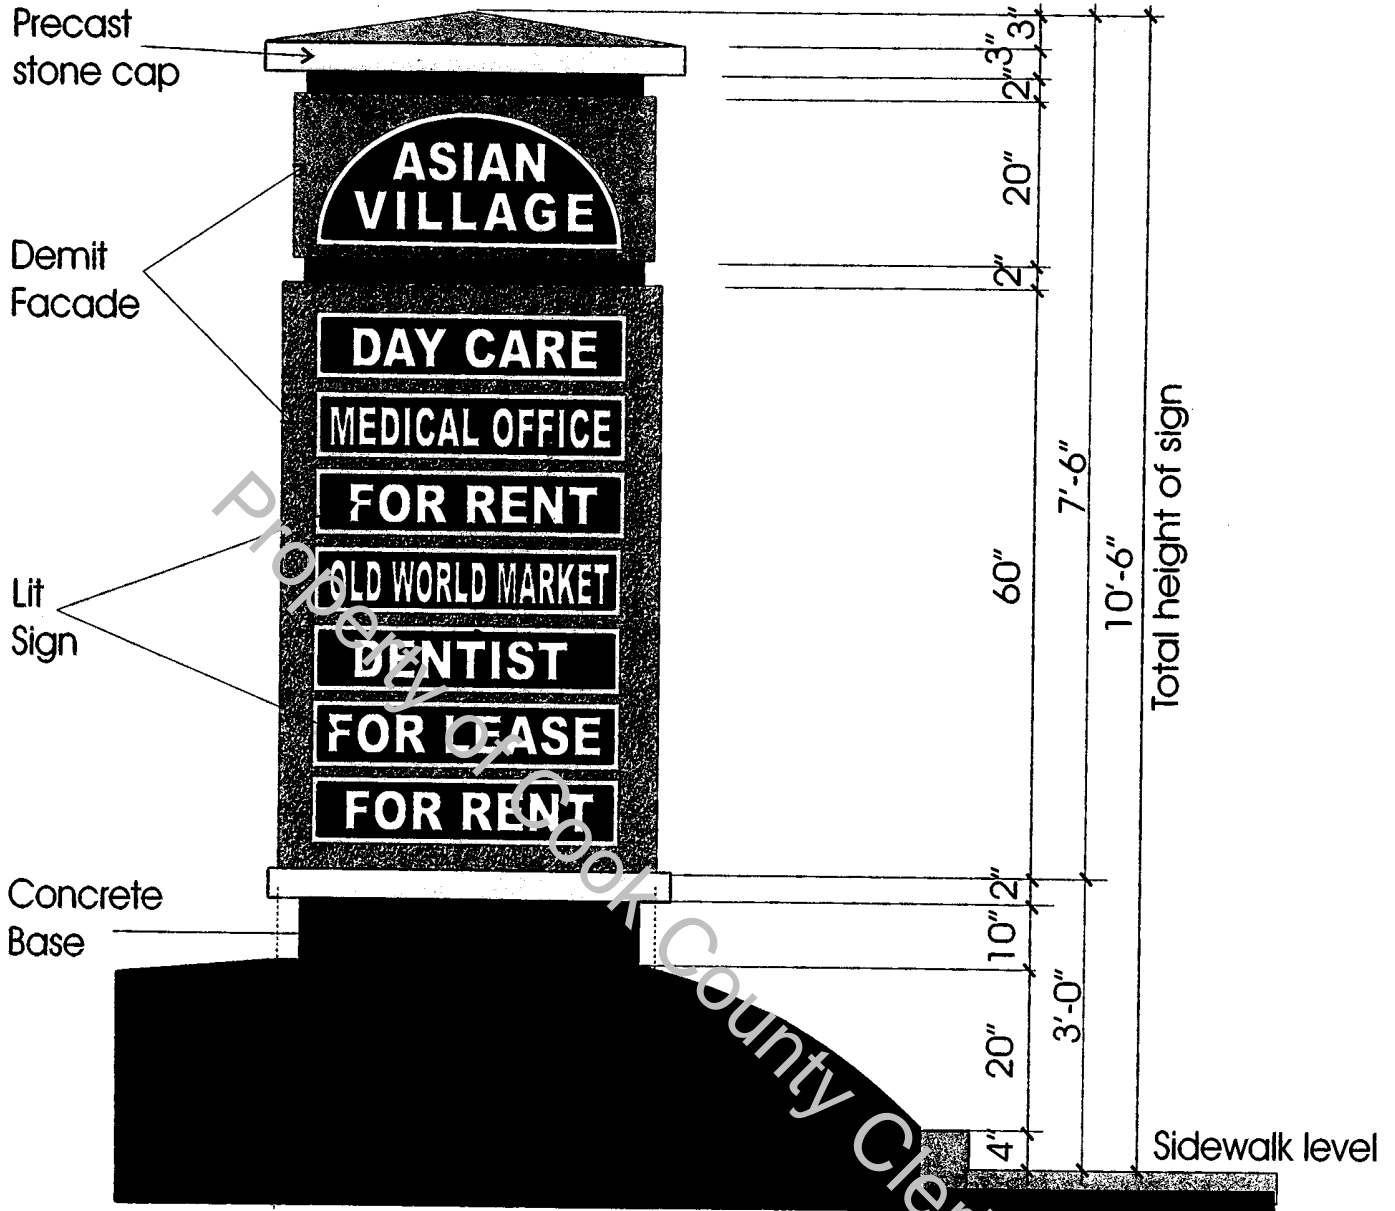 Precast
stone cap
3"
3"
2"
20"
2"
ASIAN
VILLAGE
Demit
Facade
DAY CARE
MEDICAL OFFICE
FOR RENT
OLD WORLD MARKET
DENTIST
FOR LEASE
FOR RENT
Lit
Sign
60"
7'-6"
10'-6"
Total height of sign
Concrete
Base
2"
10"
20"
3'-0"
4"
Sidewalk level
Property of Cook County